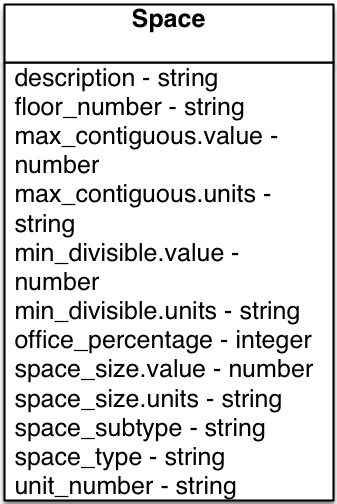 Space
description - string
floor_number - string
max_contiguous.value -
number
max_contiguous.units -
string
min_divisible.value -
number
min_divisible.units - string
office_percentage - integer
space_size.value - number
space_size.units - string
space_subtype - string
space_type - string
unit_number - string